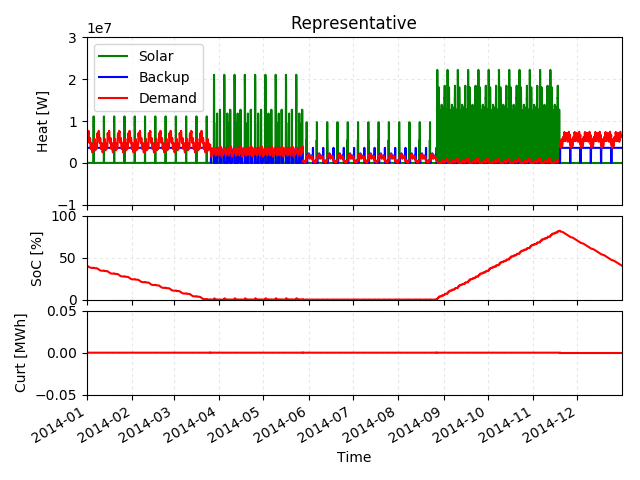 Representative
1e7
3
2
1
0
−1
Heat [W]
Solar
Backup
Demand
100
50
0
SoC [%]
0.05
0.00
−0.05
Curt [MWh]
2014-01
2014-02
2014-03
2014-04
2014-05
2014-06
2014-07
2014-08
2014-09
2014-10
2014-11
2014-12
Time